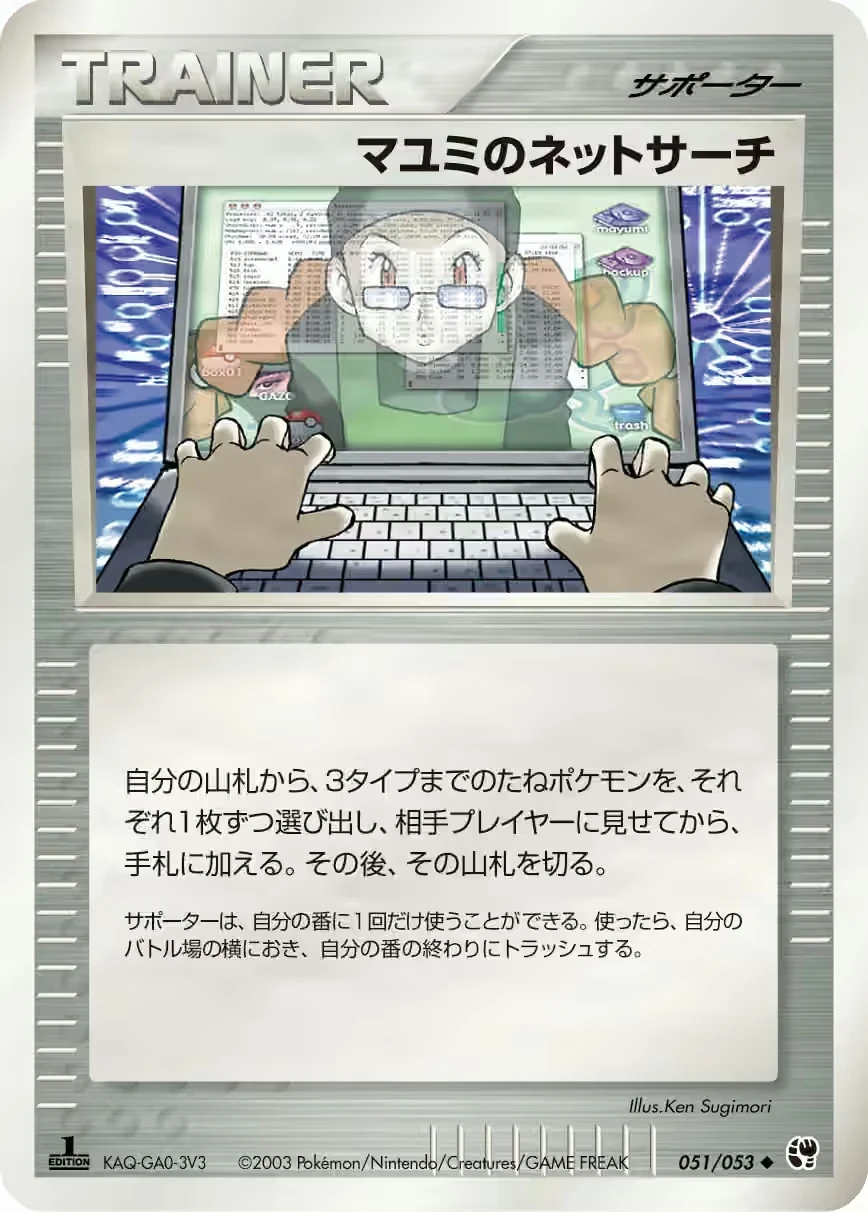 TRAINER
サポーター
マユミのネットサーチ
mayumi
box01
trash
自分の山札から、3タイプまでのたねポケモンを、それ
ぞれ1枚ずつ選び出し、相手プレイヤーに見せてから、
手札に加える。その後、その山札を切る。
サポーターは、自分の番に1回だけ使うことができる。使ったら、自分の
バトル場の横におき、自分の番の終わりにトラッシュする。
Illus.Ken Sugimori
1
EDITION
KAQ-GA0-3V3
©2003 Pokémon/Nintendo/Creatures/GAME FREAK
051/053 ◆